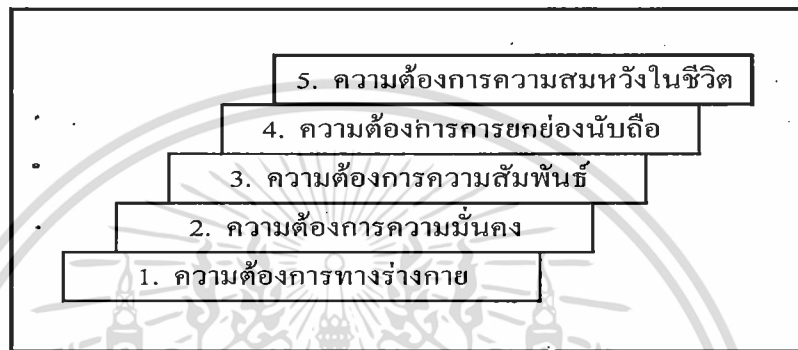 5. ความต้องการความสมหวังในชีวิต
4. ความต้องการการยกย่องนับถือ
3. ความต้องการความสัมพันธ์
2. ความต้องการความมั่นคง
1. ความต้องการทางร่างกาย